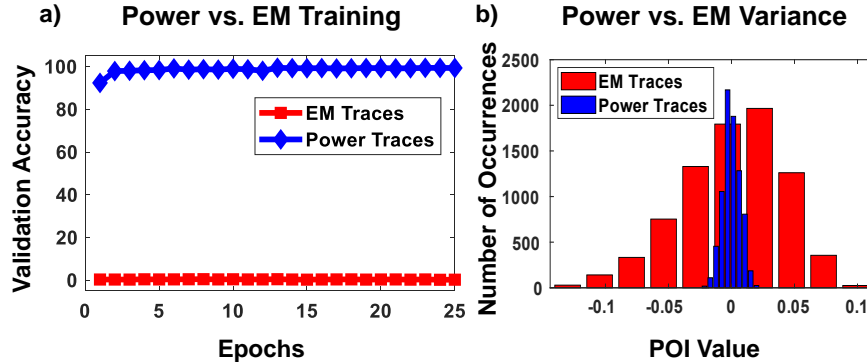 a) Power vs. EM Training
Validation Accuracy
100
80
60
40
20
0
0 5 10 15 20 25
Epochs
EM Traces
Power Traces
b) Power vs. EM Variance
Number of Occurrences
2500
2000
1500
1000
500
0
-0.1 -0.05 0 0.05 0.1
POI Value
EM Traces
Power Traces